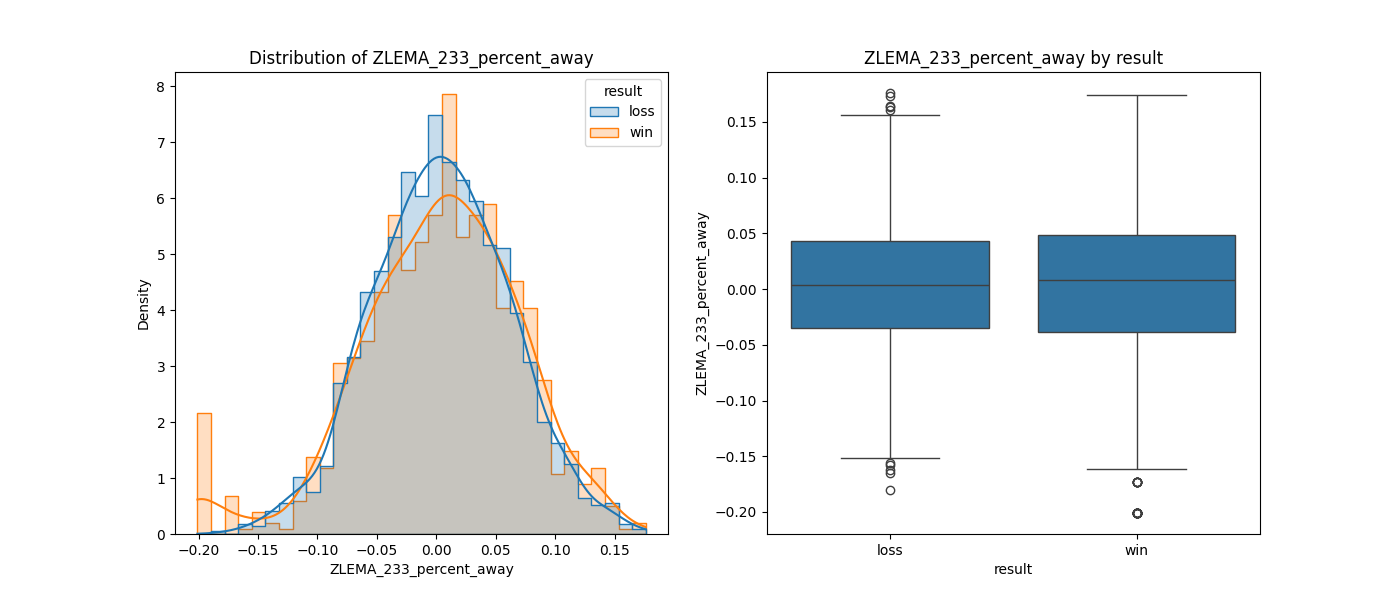 Distribution of ZLEMA_233_percent_away
result
loss
win
8
7
6
5
4
3
2
1
0
Density
−0.20 −0.15 −0.10 −0.05 0.00 0.05 0.10 0.15
ZLEMA_233_percent_away
ZLEMA_233_percent_away by result
0.15
0.10
0.05
0.00
−0.05
−0.10
−0.15
−0.20
ZLEMA_233_percent_away
loss win
result